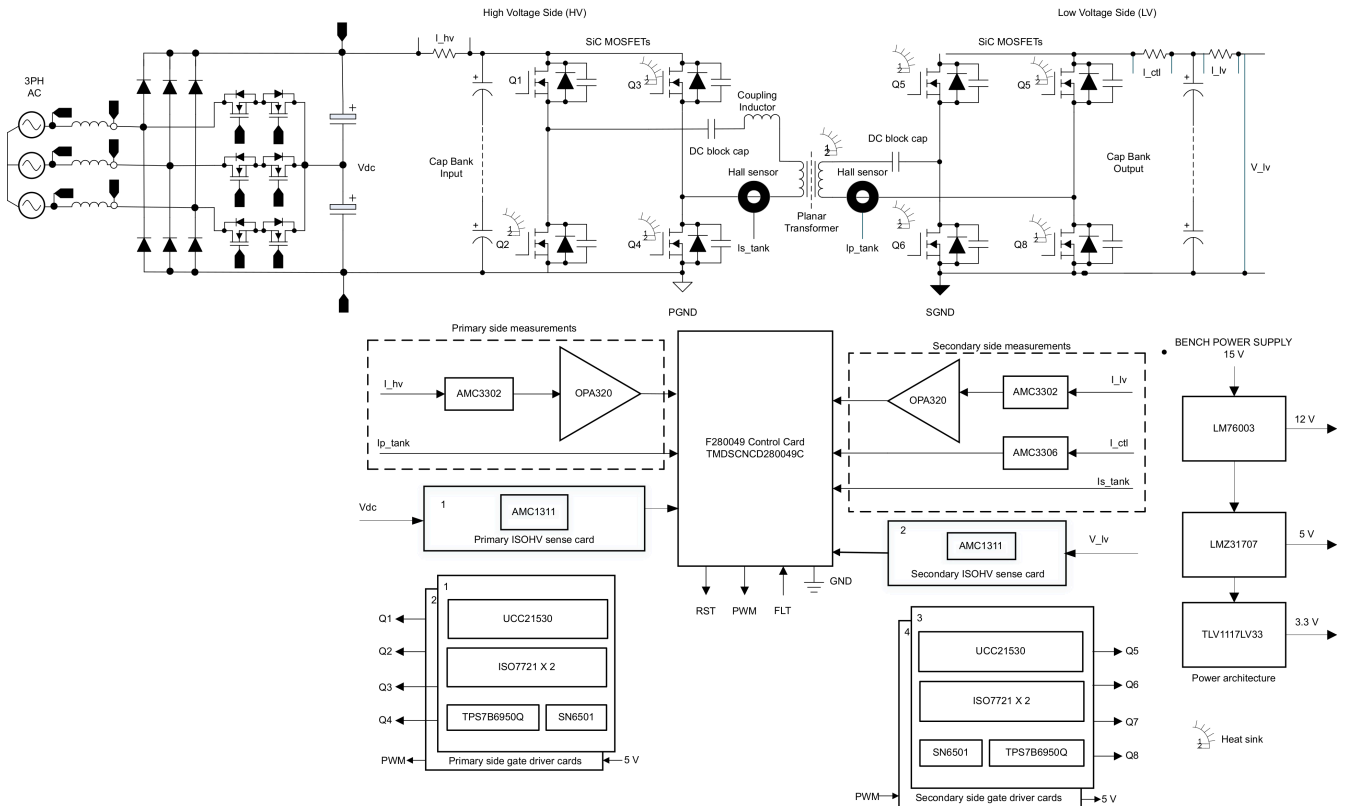 High Voltage Side (HV)
Low Voltage Side (LV)
I_hv
SiC MOSFETs
SiC MOSFETs
3PH
AC
Q1
Q3
Q5
Q5
I_ctl
I_lv
Coupling
Inductor
DC block cap
DC block cap
Vdc
Cap Bank
Input
Hall sensor
Hall sensor
Cap Bank
Output
V_lv
Planar
Transformer
Q2
Q4
Is_tank
Ip_tank
Q6
Q8
PGND
SGND
Primary side measurements
I_hv
AMC3302
OPA320
Ip_tank
Vdc
1
AMC1311
Primary ISOHV sense card
F280049 Control Card
TMDSCNCD280049C
RST
PWM
FLT
GND
Secondary side measurements
OPA320
AMC3302
I_lv
AMC3306
I_ctl
Is_tank
2
AMC1311
V_lv
Secondary ISOHV sense card
BENCH POWER SUPPLY
15 V
LM76003
12 V
LMZ31707
5 V
TLV1117LV33
3.3 V
Power architecture
Heat sink
1
2
UCC21530
ISO7721 X 2
TPS7B6950Q
SN6501
Q1
Q2
Q3
Q4
PWM
Primary side gate driver cards
5 V
3
4
UCC21530
ISO7721 X 2
SN6501
TPS7B6950Q
Q5
Q6
Q7
Q8
PWM
Secondary side gate driver cards
5 V